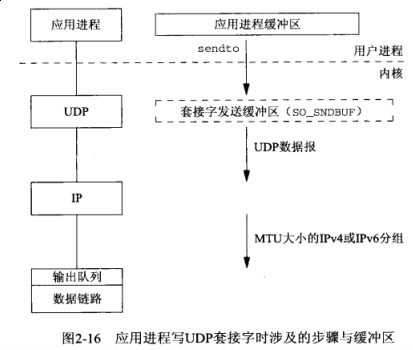 应用进程
应用进程缓冲区
sendto
用户进程
内核
UDP
套接字发送缓冲区（SO_SNDBUF）
UDP数据报
IP
MTU大小的IPv4或IPv6分组
输出队列
数据链路
图2-16 应用进程写UDP套接字时涉及的步骤与缓冲区